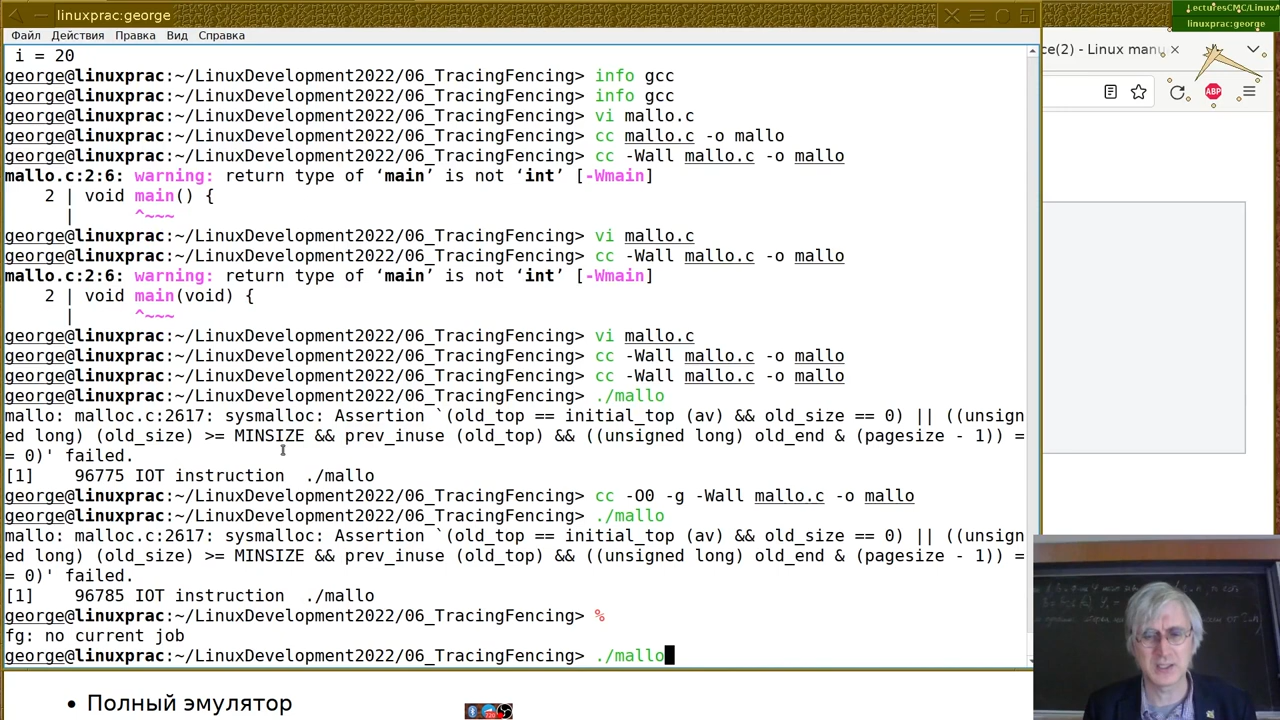 linuxprac:george
LecturesCMC/LinuxA
linuxprac:george
Файл Действия Правка Вид Справка
ce(2) - Linux manu
ABP
i = 20
george@linuxprac:~/LinuxDevelopment2022/06_TracingFencing> info gcc
george@linuxprac:~/LinuxDevelopment2022/06_TracingFencing> info gcc
george@linuxprac:~/LinuxDevelopment2022/06_TracingFencing> vi mallo.c
george@linuxprac:~/LinuxDevelopment2022/06_TracingFencing> cc mallo.c -o mallo
george@linuxprac:~/LinuxDevelopment2022/06_TracingFencing> cc -Wall mallo.c -o mallo
mallo.c:2:6: warning: return type of ‘main’ is not ‘int’ [-Wmain]
2 | void main() {
| ^~~~
george@linuxprac:~/LinuxDevelopment2022/06_TracingFencing> vi mallo.c
george@linuxprac:~/LinuxDevelopment2022/06_TracingFencing> cc -Wall mallo.c -o mallo
mallo.c:2:6: warning: return type of ‘main’ is not ‘int’ [-Wmain]
2 | void main(void) {
| ^~~~
george@linuxprac:~/LinuxDevelopment2022/06_TracingFencing> vi mallo.c
george@linuxprac:~/LinuxDevelopment2022/06_TracingFencing> cc -Wall mallo.c -o mallo
george@linuxprac:~/LinuxDevelopment2022/06_TracingFencing> cc -Wall mallo.c -o mallo
george@linuxprac:~/LinuxDevelopment2022/06_TracingFencing> ./mallo
mallo: malloc.c:2617: sysmalloc: Assertion `(old_top == initial_top (av) && old_size == 0) || ((unsign
ed long) (old_size) >= MINSIZE && prev_inuse (old_top) && ((unsigned long) old_end & (pagesize - 1)) =
= 0)' failed.
[1] 96775 IOT instruction ./mallo
george@linuxprac:~/LinuxDevelopment2022/06_TracingFencing> cc -O0 -g -Wall mallo.c -o mallo
george@linuxprac:~/LinuxDevelopment2022/06_TracingFencing> ./mallo
mallo: malloc.c:2617: sysmalloc: Assertion `(old_top == initial_top (av) && old_size == 0) || ((unsign
ed long) (old_size) >= MINSIZE && prev_inuse (old_top) && ((unsigned long) old_end & (pagesize - 1)) =
= 0)' failed.
[1] 96785 IOT instruction ./mallo
george@linuxprac:~/LinuxDevelopment2022/06_TracingFencing> %
fg: no current job
george@linuxprac:~/LinuxDevelopment2022/06_TracingFencing> ./mallo
• Полный эмулятор